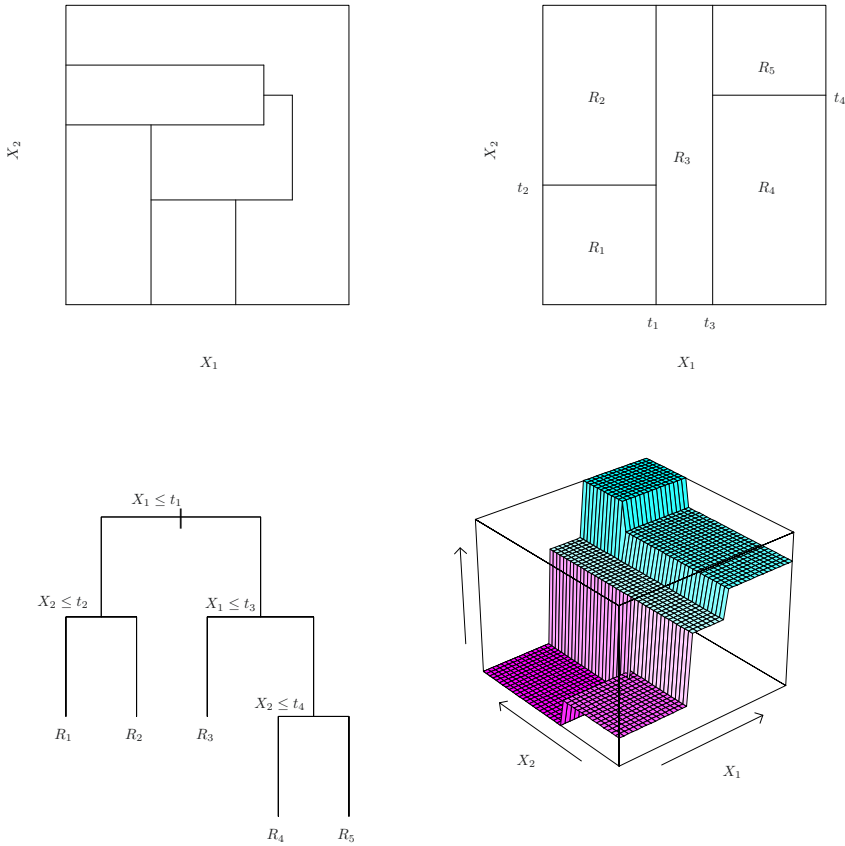 X₂
X₁
X₂
R₂
R₅
t₄
R₃
t₂
R₄
R₁
t₁
t₃
X₁
X₁ ≤ t₁
X₂ ≤ t₂
X₁ ≤ t₃
X₂ ≤ t₄
R₁
R₂
R₃
R₄
R₅
X₂
X₁